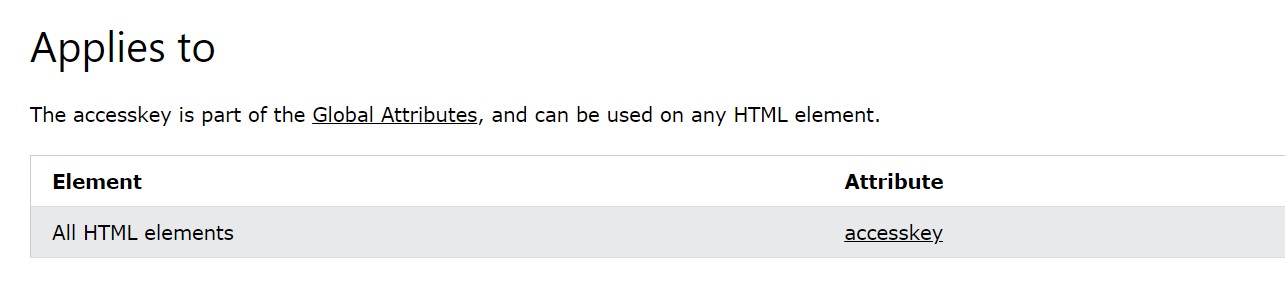 Applies to
The accesskey is part of the Global Attributes, and can be used on any HTML element.
Element Attribute
All HTML elements accesskey